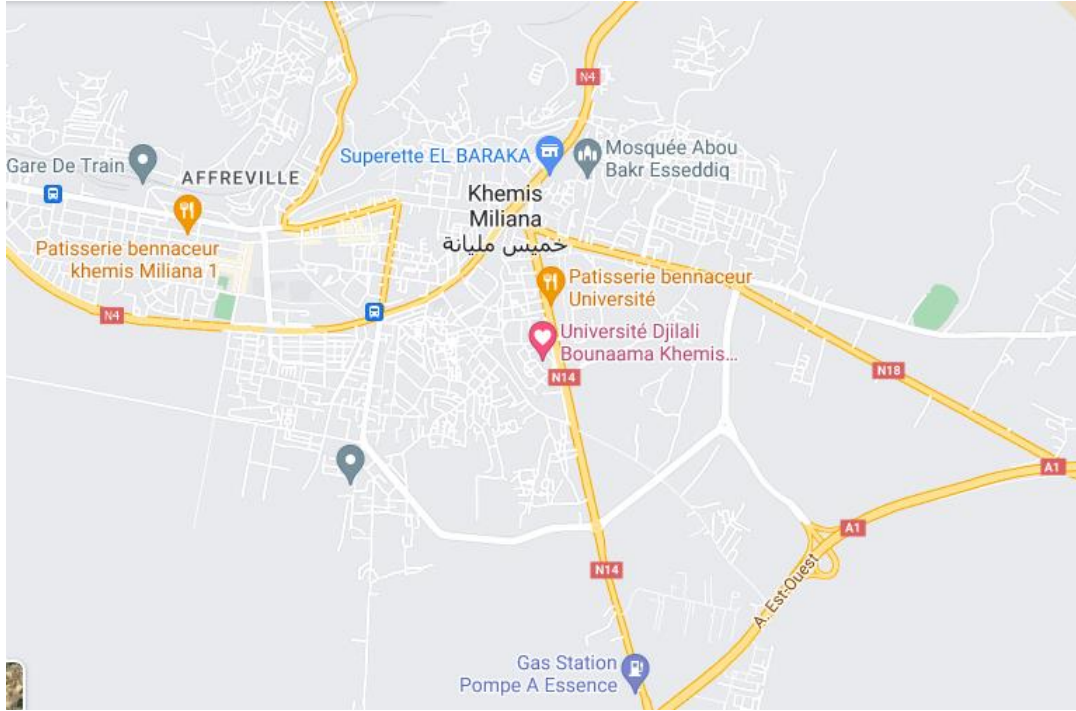 N4
Superette EL BARAKA
Mosquée Abou
Bakr Esseddiq
Gare De Train
AFFREVILLE
Khemis
Miliana
خميس مليانة
Patisserie bennaceur
khemis Miliana 1
Patisserie bennaceur
Université
N4
Université Djilali
Bounaama Khemis...
N14
N18
A1
A1
N14
A. Est-Ouest
Gas Station
Pompe A Essence